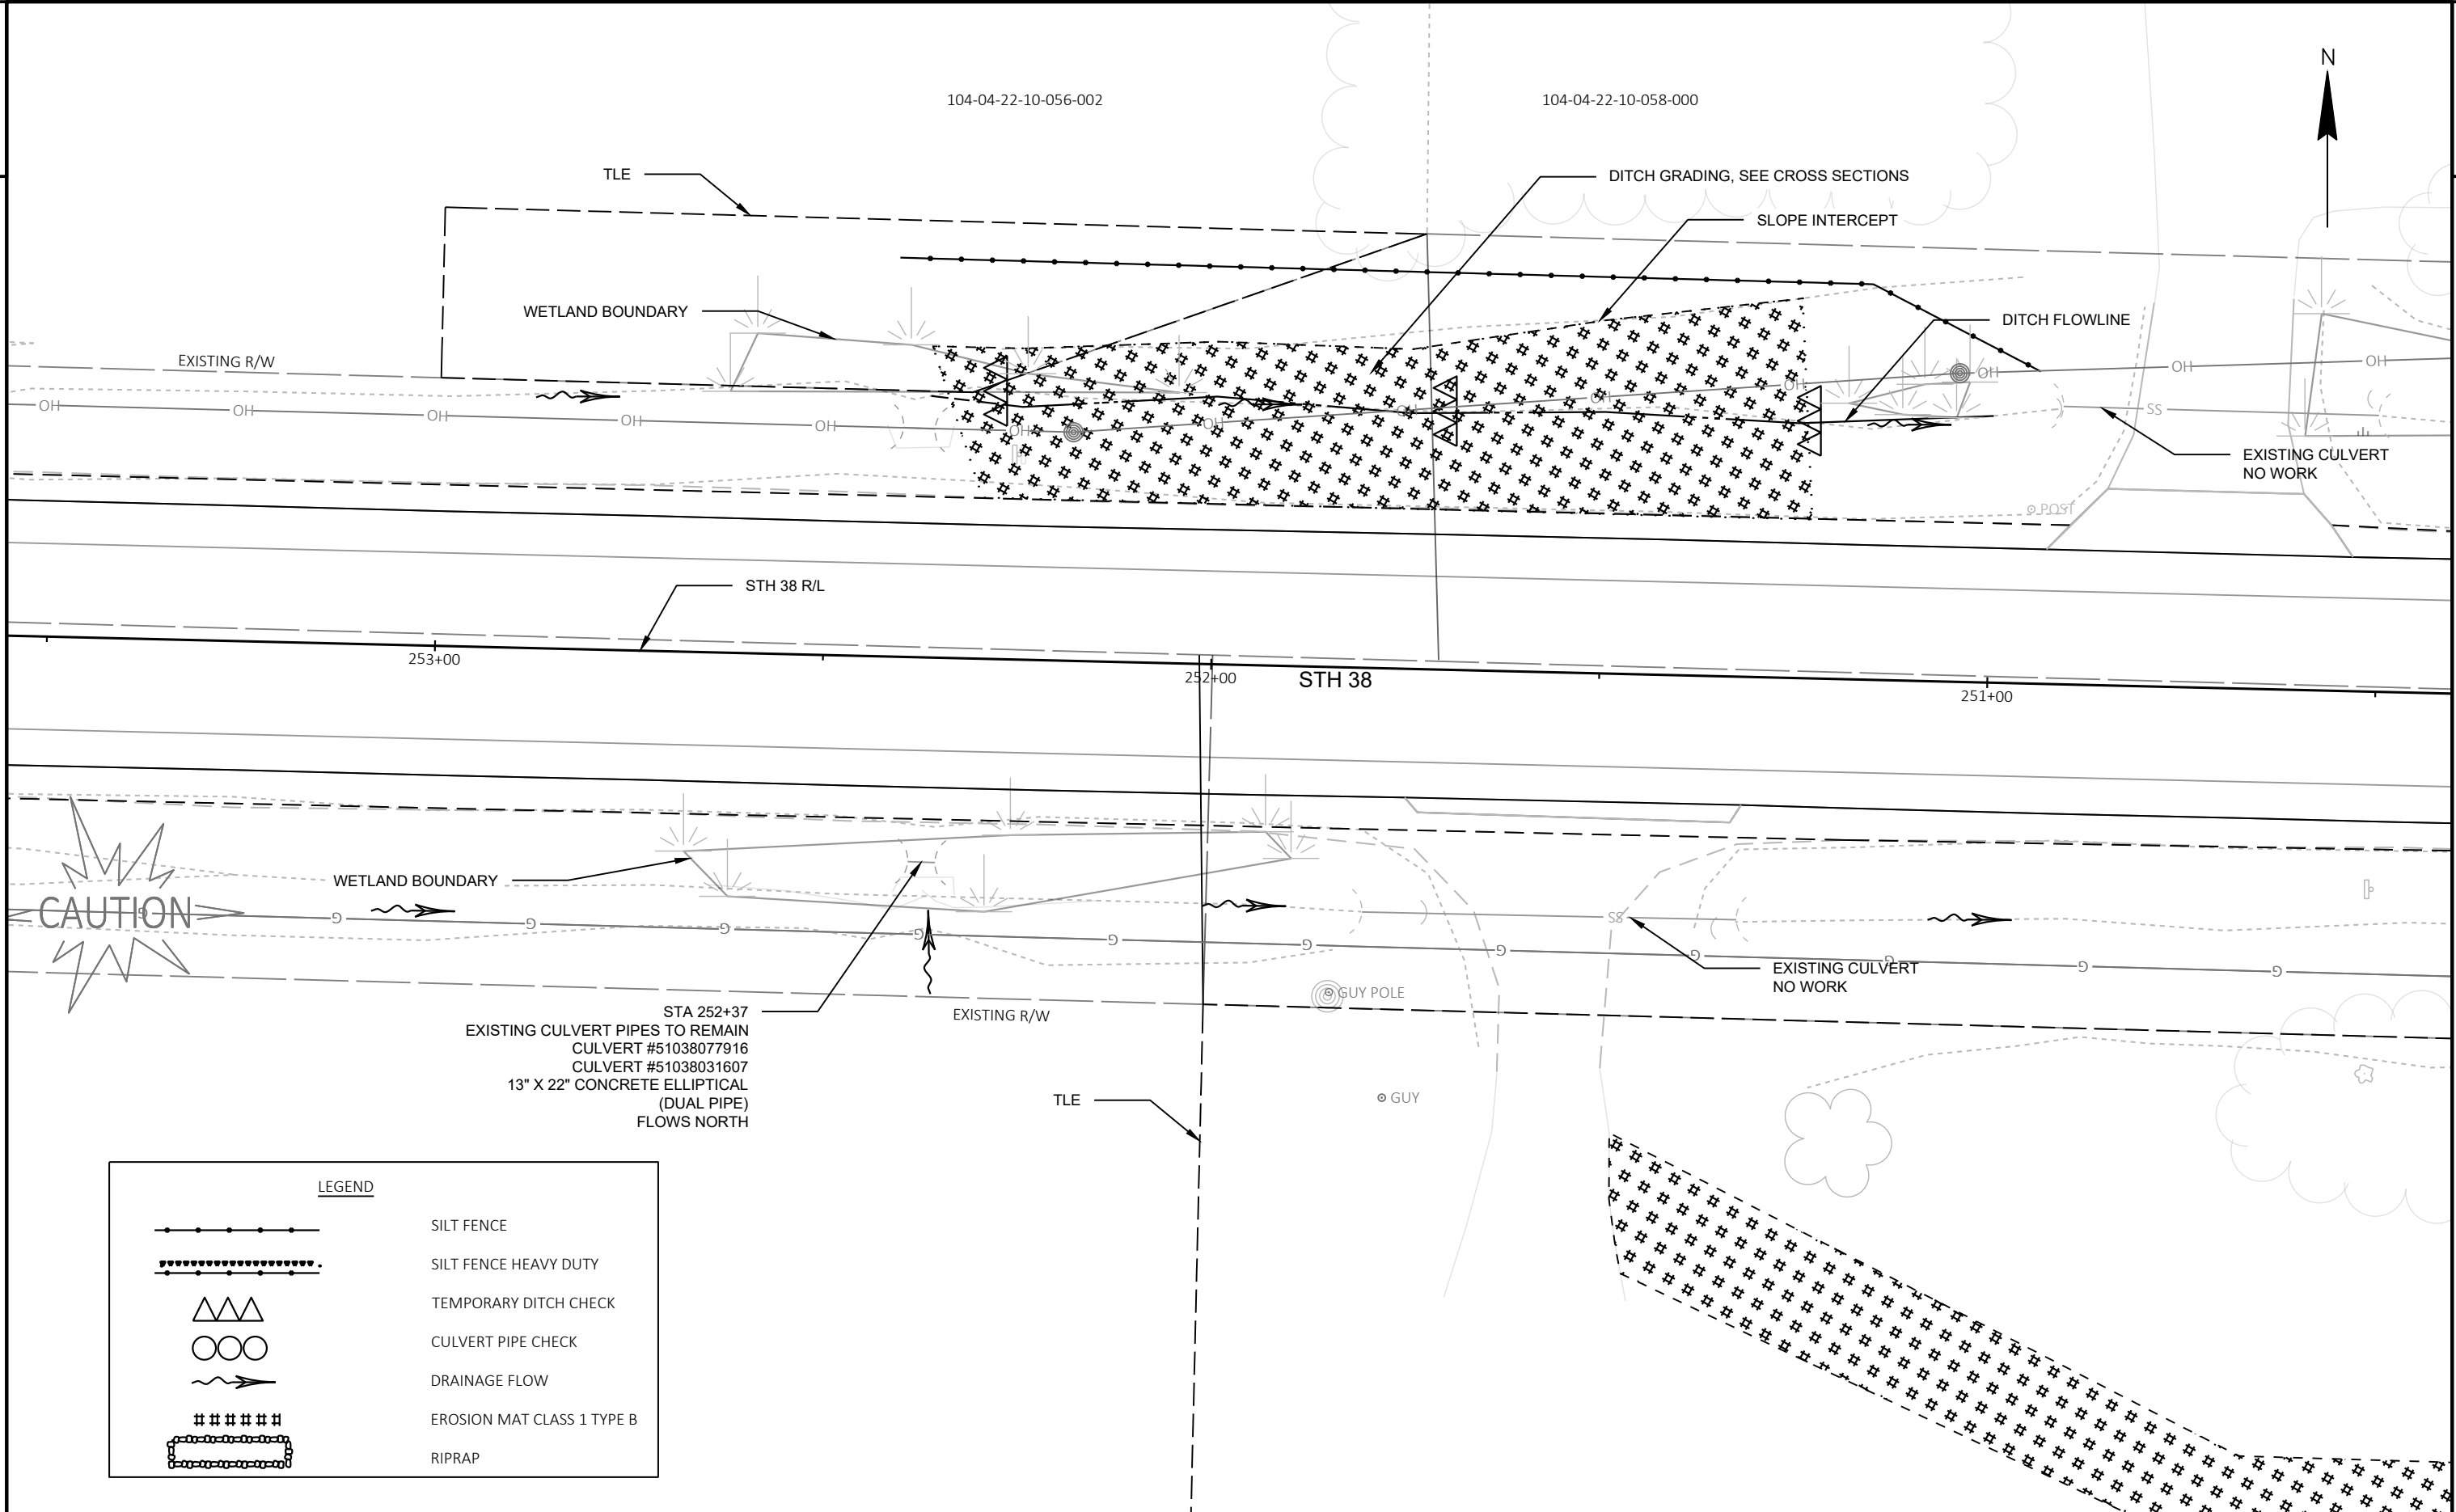 N
104-04-22-10-056-002
104-04-22-10-058-000
TLE
DITCH GRADING, SEE CROSS SECTIONS
SLOPE INTERCEPT
WETLAND BOUNDARY
DITCH FLOWLINE
EXISTING R/W
OH
OH
OH
OH
OH
OH
OH
OH
OH
OH
OH
OH
OH
SS
EXISTING CULVERT
NO WORK
POST
STH 38 R/L
253+00
252+00
STH 38
251+00
WETLAND BOUNDARY
CAUTION
G
G
G
G
G
G
G
G
G
G
G
G
SS
EXISTING CULVERT
NO WORK
GUY POLE
EXISTING R/W
STA 252+37
EXISTING CULVERT PIPES TO REMAIN
CULVERT #51038077916
CULVERT #51038031607
13" X 22" CONCRETE ELLIPTICAL
(DUAL PIPE)
FLOWS NORTH
TLE
GUY
LEGEND
SILT FENCE
SILT FENCE HEAVY DUTY
TEMPORARY DITCH CHECK
CULVERT PIPE CHECK
DRAINAGE FLOW
EROSION MAT CLASS 1 TYPE B
RIPRAP